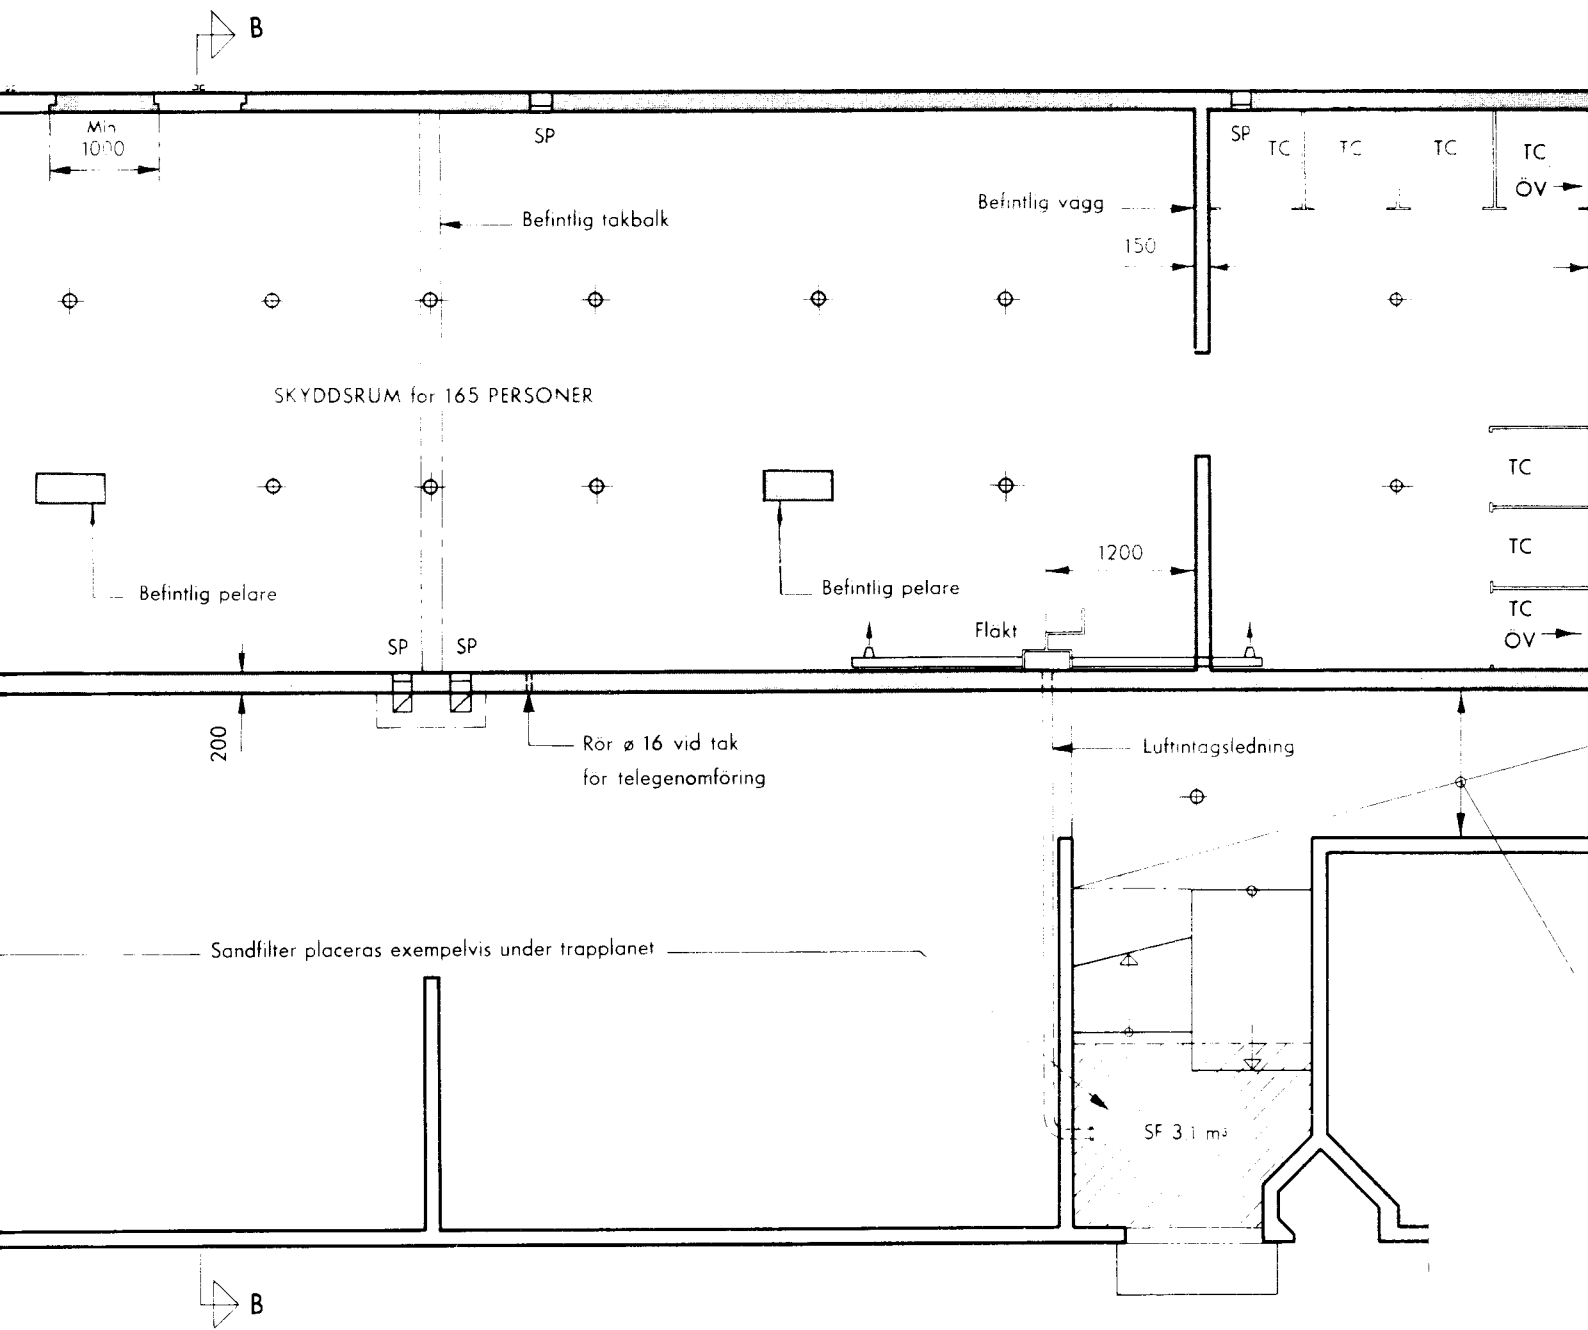 B
Min
1000
SP
SP
TC
TC
TC
TC
ÖV
Befintlig takbalk
Befintlig vagg
150
SKYDDSRUM for 165 PERSONER
TC
TC
TC
ÖV
1200
Befintlig pelare
Befintlig pelare
Fläkt
SP
SP
200
Rör ø 16 vid tak
för telegenomföring
Luftintagsledning
Sandfilter placeras exempelvis under trapplanet
SF 3,1 m³
B